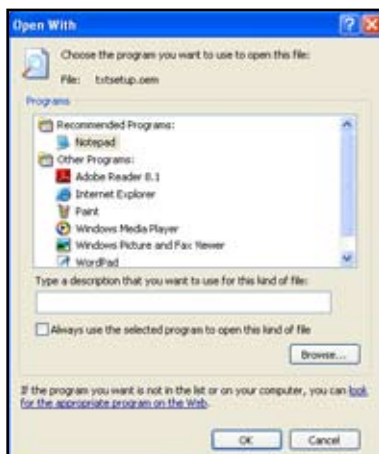 Open With
Choose the program you want to use to open this file:
File: txtsetup.oem
Programs
Recommended Programs:
Notepad
Other Programs:
Adobe Reader 8.1
Internet Explorer
Paint
Windows Media Player
Windows Picture and Fax Viewer
WordPad
Type a description that you want to use for this kind of file:
Always use the selected program to open this kind of file
Browse...
If the program you want is not in the list or on your computer, you can look
for the appropriate program on the Web.
OK Cancel